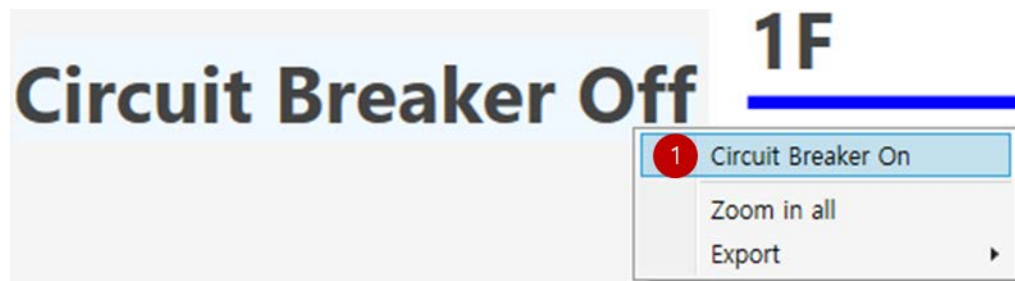 1F
Circuit Breaker Off
1 Circuit Breaker On
Zoom in all
Export